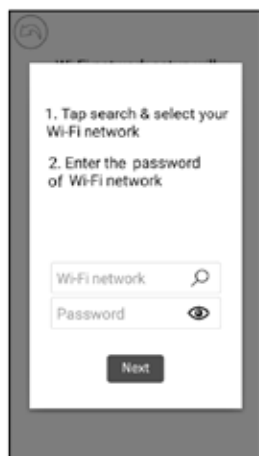 1. Tap search & select your
Wi-Fi network
2. Enter the password
of Wi-Fi network
Wi-Fi network
Password
Next